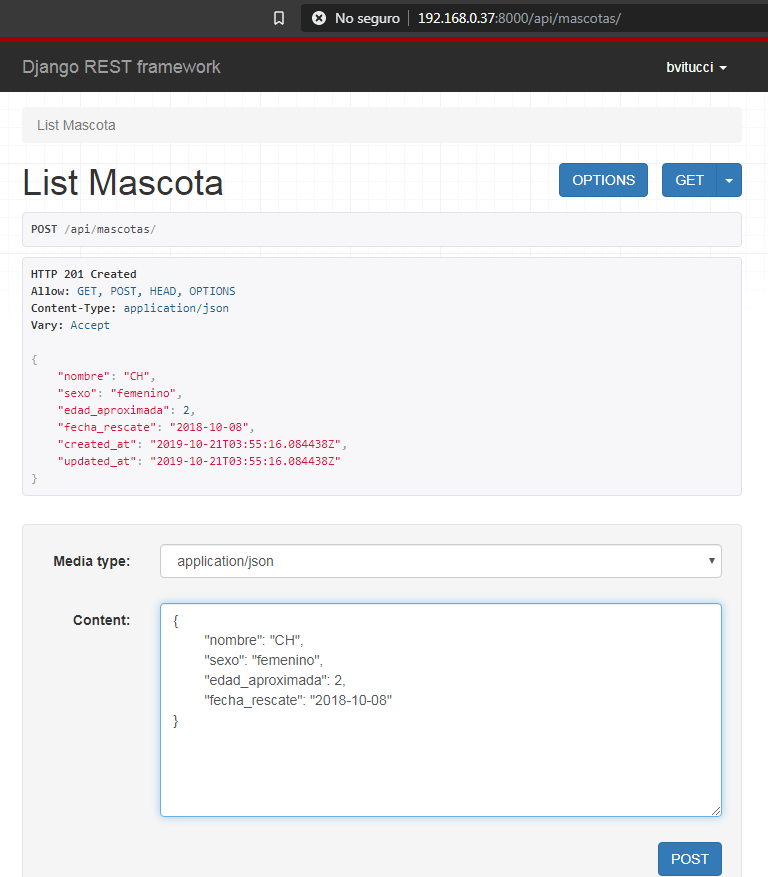 No seguro 192.168.0.37:8000/api/mascotas/
Django REST framework bvitucci
List Mascota
List Mascota OPTIONS GET
POST /api/mascotas/
HTTP 201 Created
Allow: GET, POST, HEAD, OPTIONS
Content-Type: application/json
Vary: Accept
{
"nombre": "CH",
"sexo": "femenino",
"edad_aproximada": 2,
"fecha_rescate": "2018-10-08",
"created_at": "2019-10-21T03:55:16.084438Z",
"updated_at": "2019-10-21T03:55:16.084438Z"
}
Media type: application/json
Content: {
"nombre": "CH",
"sexo": "femenino",
"edad_aproximada": 2,
"fecha_rescate": "2018-10-08"
}
POST